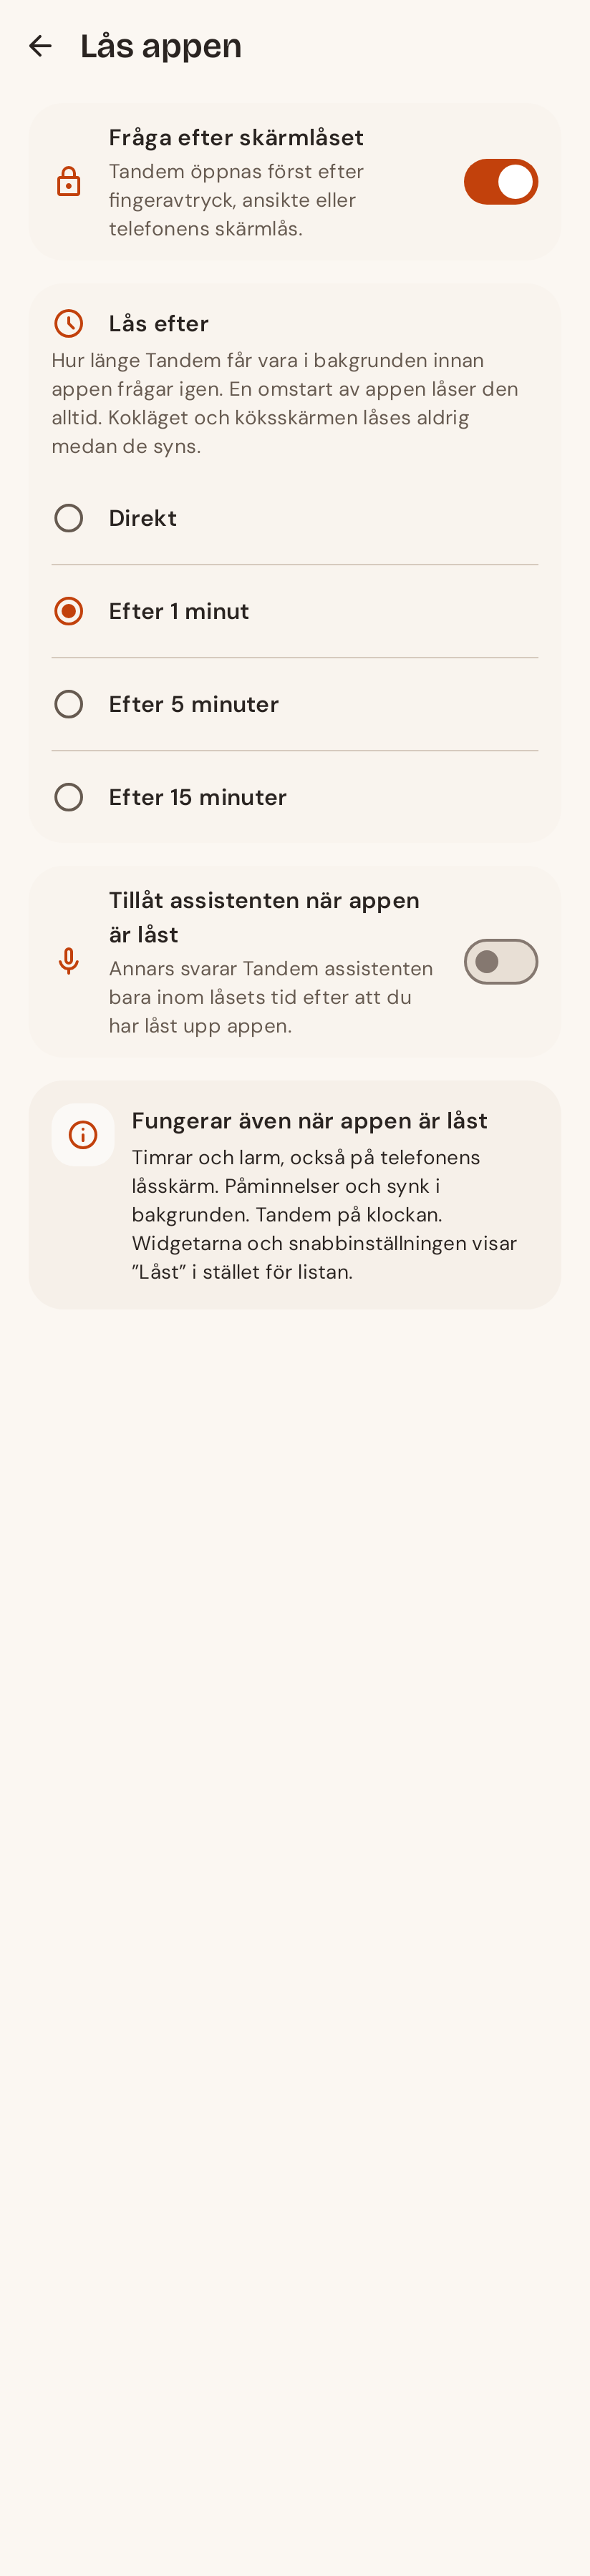 Lås appen
Fråga efter skärmlåset
Tandem öppnas först efter
fingeravtryck, ansikte eller
telefonens skärmlås.
Lås efter
Hur länge Tandem får vara i bakgrunden innan
appen frågar igen. En omstart av appen låser den
alltid. Kokläget och köksskärmen låses aldrig
medan de syns.
Direkt
Efter 1 minut
Efter 5 minuter
Efter 15 minuter
Tillåt assistenten när appen
är låst
Annars svarar Tandem assistenten
bara inom låsets tid efter att du
har låst upp appen.
Fungerar även när appen är låst
Timrar och larm, också på telefonens
låsskärm. Påminnelser och synk i
bakgrunden. Tandem på klockan.
Widgetarna och snabbinställningen visar
”Låst” i stället för listan.